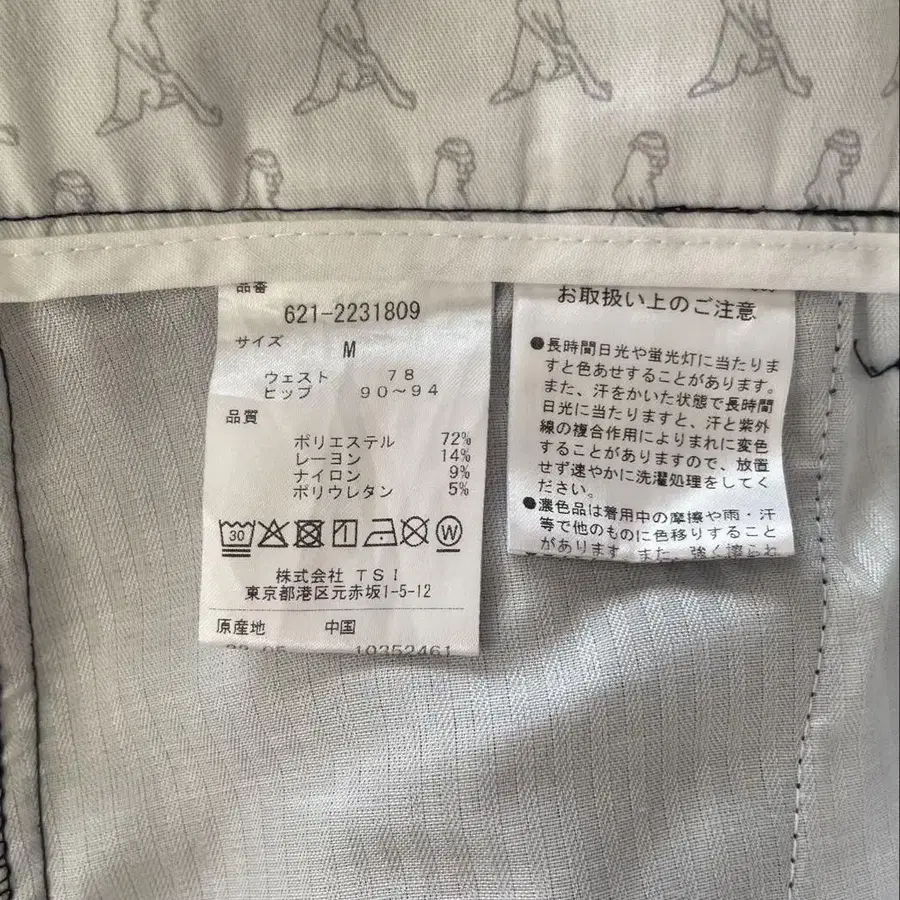 品番
621-2231809
サイズ
M
ウェスト 78
ヒップ 90〜94
品質
ポリエステル 72%
レーヨン 14%
ナイロン 9%
ポリウレタン 5%
30
W
株式会社 TSI
東京都港区元赤坂1-5-12
原産地 中国
10352461
お取扱い上のご注意
●長時間日光や蛍光灯に当たりま
すと色あせすることがあります。
また、汗をかいた状態で長時間
日光に当たりますと、汗と紫外
線の複合作用によりまれに変色
することがありますので、放置
せず速やかに洗濯処理をしてく
ださい。
●濃色品は着用中の摩擦や雨・汗
等で他のものに色移りすること
があります。また、強く擦られ